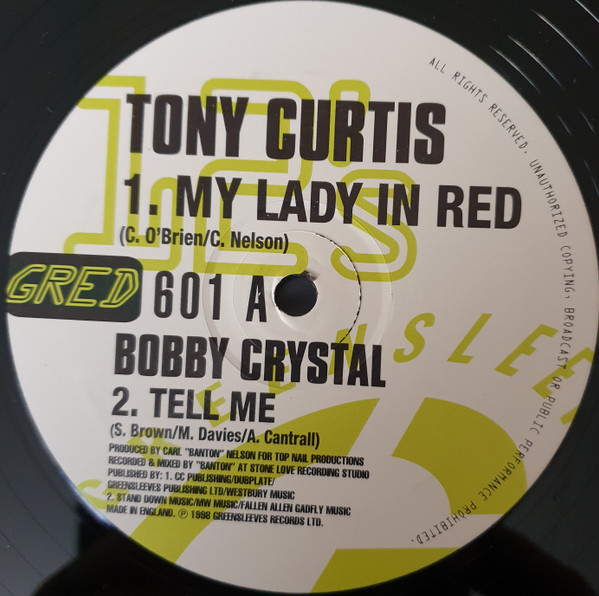 12's
TONY CURTIS
1. MY LADY IN RED
(C. O'Brien/C. Nelson)
GRED 601 A
BOBBY CRYSTAL
2. TELL ME
(S. Brown/M. Davies/A. Cantrall)
PRODUCED BY CARL "BANTON" NELSON FOR TOP NAIL PRODUCTIONS
RECORDED & MIXED BY "BANTON" AT STONE LOVE RECORDING STUDIO
PUBLISHED BY: 1. CC PUBLISHING/DUBPLATE/
GREENSLEEVES PUBLISHING LTD/WESTBURY MUSIC
2. STAND DOWN MUSIC/MW MUSIC/FALLEN ALLEN GADFLY MUSIC
MADE IN ENGLAND. ℗ 1998 GREENSLEEVES RECORDS LTD.
ALL RIGHTS RESERVED. UNAUTHORIZED COPYING, BROADCAST OR PUBLIC PERFORMANCE PROHIBITED.